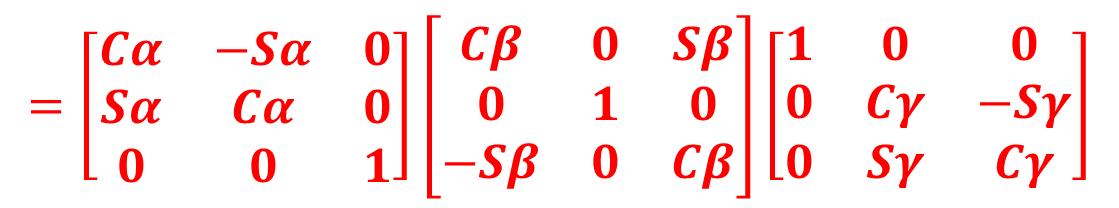 = [Cα −Sα 0] [Cβ 0 Sβ] [1 0 0]
[Sα Cα 0] [0 1 0] [0 Cγ −Sγ]
[0 0 1] [−Sβ 0 Cβ] [0 Sγ Cγ]